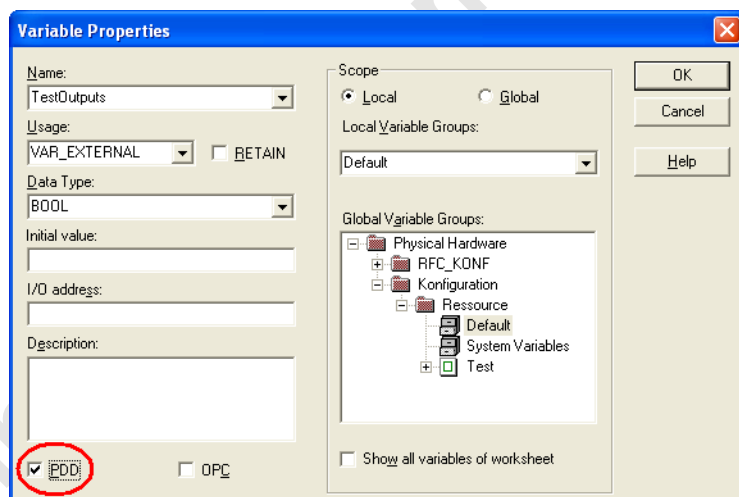 Variable Properties
Name:
TestOutputs
Usage:
VAR_EXTERNAL
RETAIN
Data Type:
BOOL
Initial value:
I/O address:
Description:
PDD
OPC
Scope
Local
Global
Local Variable Groups:
Default
Global Variable Groups:
Physical Hardware
RFC_KONF
Konfiguration
Ressource
Default
System Variables
Test
Show all variables of worksheet
OK
Cancel
Help